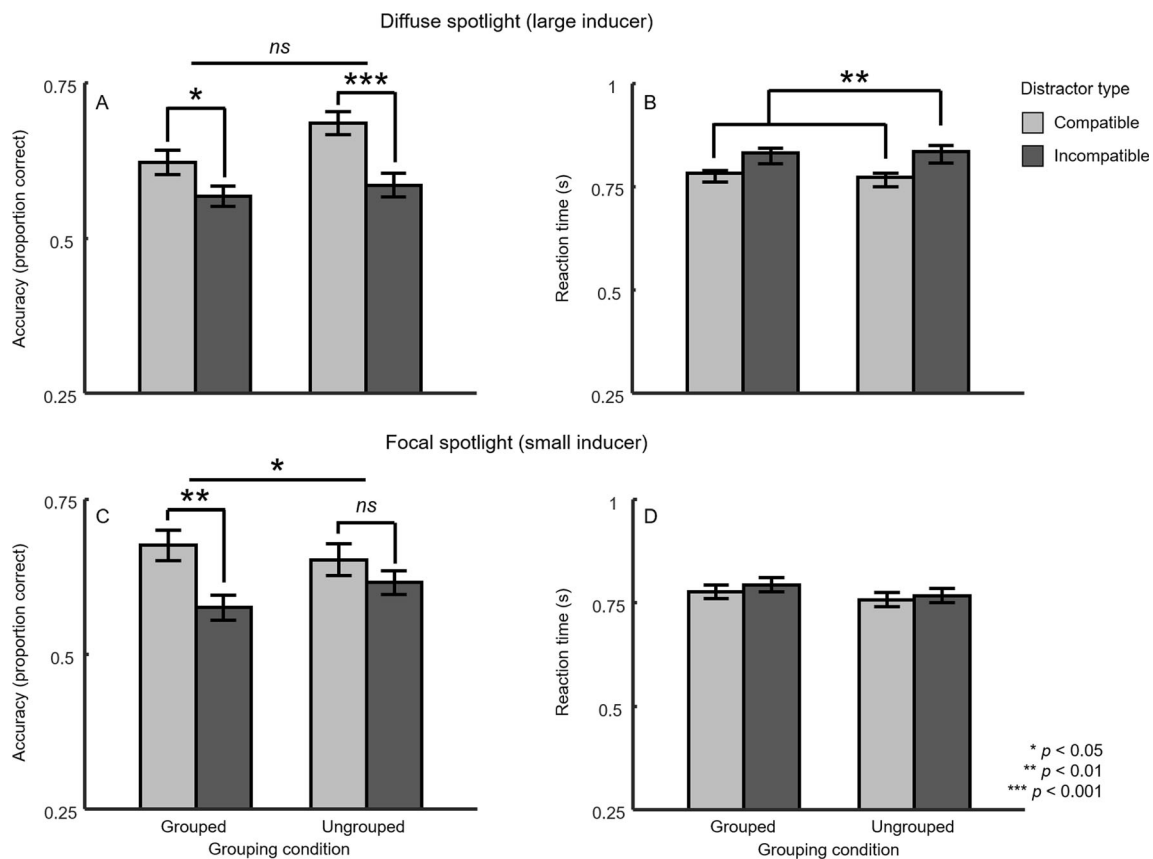 Diffuse spotlight (large inducer)
ns
*
***
**
0.75
0.5
0.25
A
Accuracy (proportion correct)
1
0.75
0.5
0.25
B
Reaction time (s)
Distractor type
Compatible
Incompatible
Focal spotlight (small inducer)
*
**
ns
0.75
0.5
0.25
C
Accuracy (proportion correct)
Grouped
Ungrouped
Grouping condition
1
0.75
0.5
0.25
D
Reaction time (s)
Grouped
Ungrouped
Grouping condition
* p < 0.05
** p < 0.01
*** p < 0.001